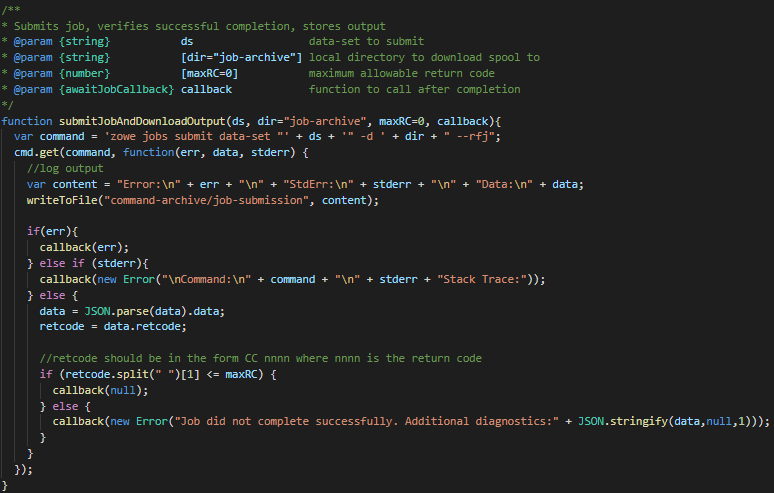 /**
* Submits job, verifies successful completion, stores output
* @param {string}           ds                  data-set to submit
* @param {string}           [dir="job-archive"] local directory to download spool to
* @param {number}           [maxRC=0]           maximum allowable return code
* @param {awaitJobCallback} callback            function to call after completion
*/
function submitJobAndDownloadOutput(ds, dir="job-archive", maxRC=0, callback){
  var command = 'zowe jobs submit data-set "' + ds + '" -d ' + dir + " --rfj";
  cmd.get(command, function(err, data, stderr) {
    //log output
    var content = "Error:\n" + err + "\n" + "StdErr:\n" + stderr + "\n" + "Data:\n" + data;
    writeToFile("command-archive/job-submission", content);

    if(err){
      callback(err);
    } else if (stderr){
      callback(new Error("\nCommand:\n" + command + "\n" + stderr + "Stack Trace:"));
    } else {
      data = JSON.parse(data).data;
      retcode = data.retcode;

      //retcode should be in the form CC nnnn where nnnn is the return code
      if (retcode.split(" ")[1] <= maxRC) {
        callback(null);
      } else {
        callback(new Error("Job did not complete successfully. Additional diagnostics:" + JSON.stringify(data,null,1)));
      }
    }
  });
}